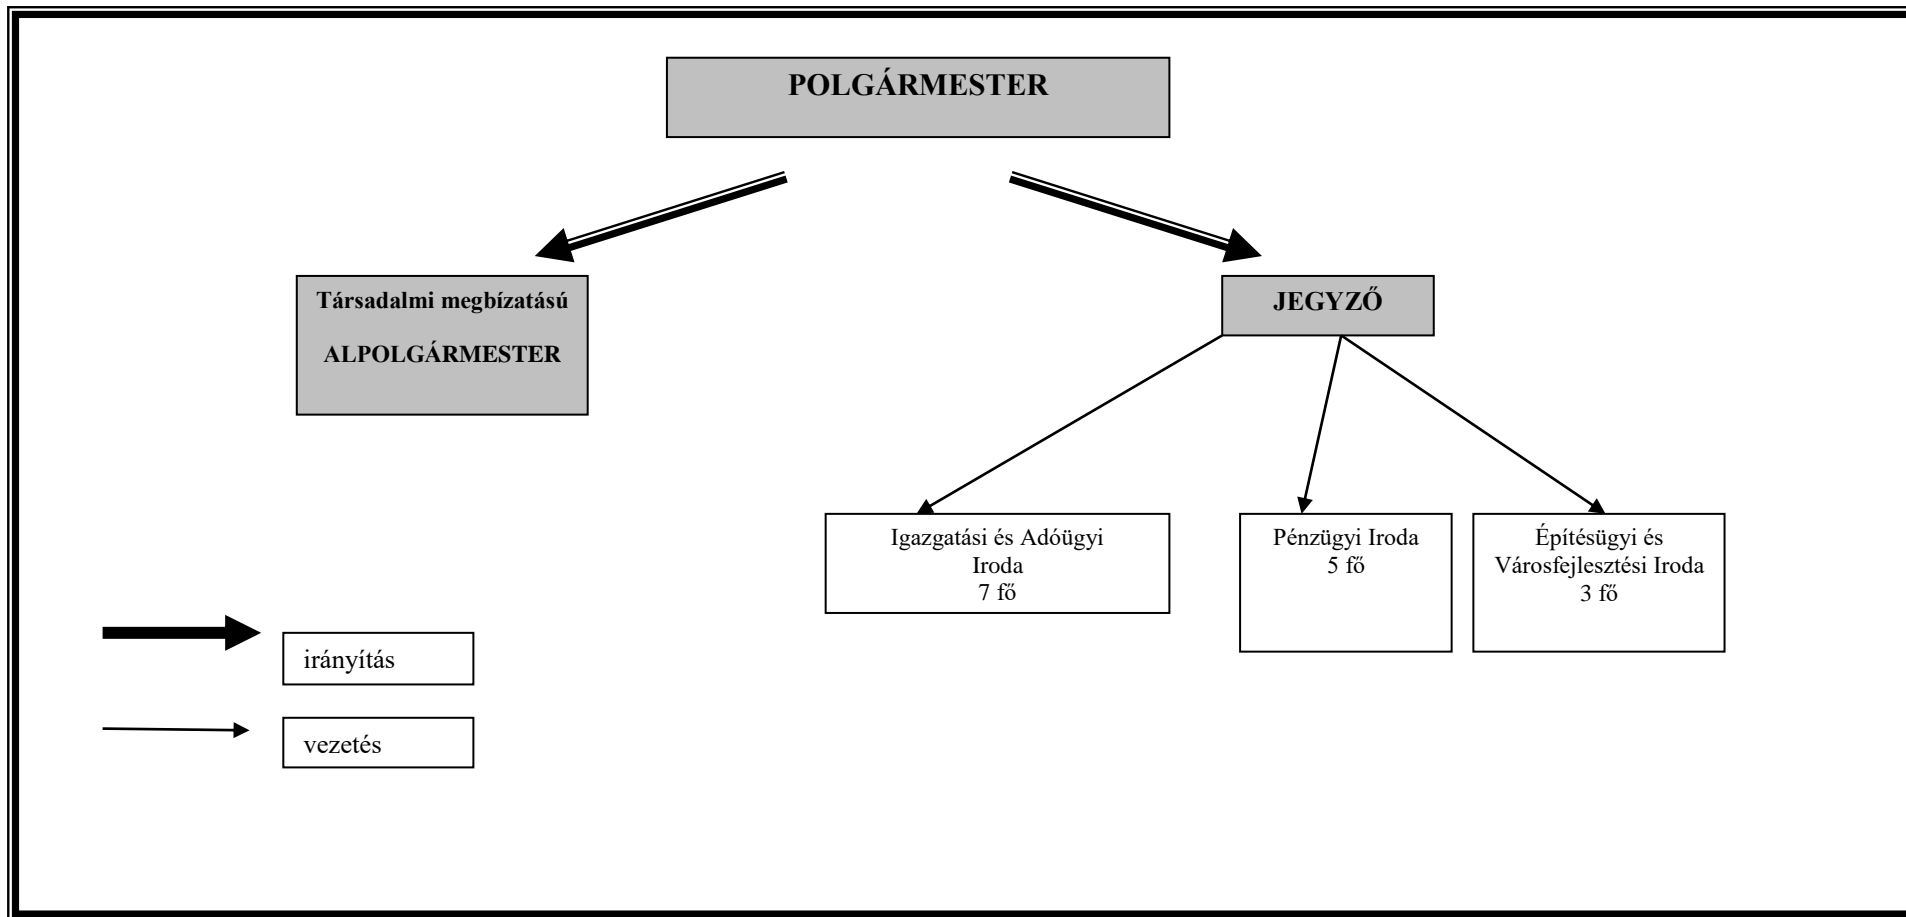 POLGÁRMESTER
Társadalmi megbízatású
ALPOLGÁRMESTER
JEGYZŐ
Igazgatási és Adóügyi
Iroda
7 fő
Pénzügyi Iroda
5 fő
Építésügyi és
Városfejlesztési Iroda
3 fő
irányítás
vezetés